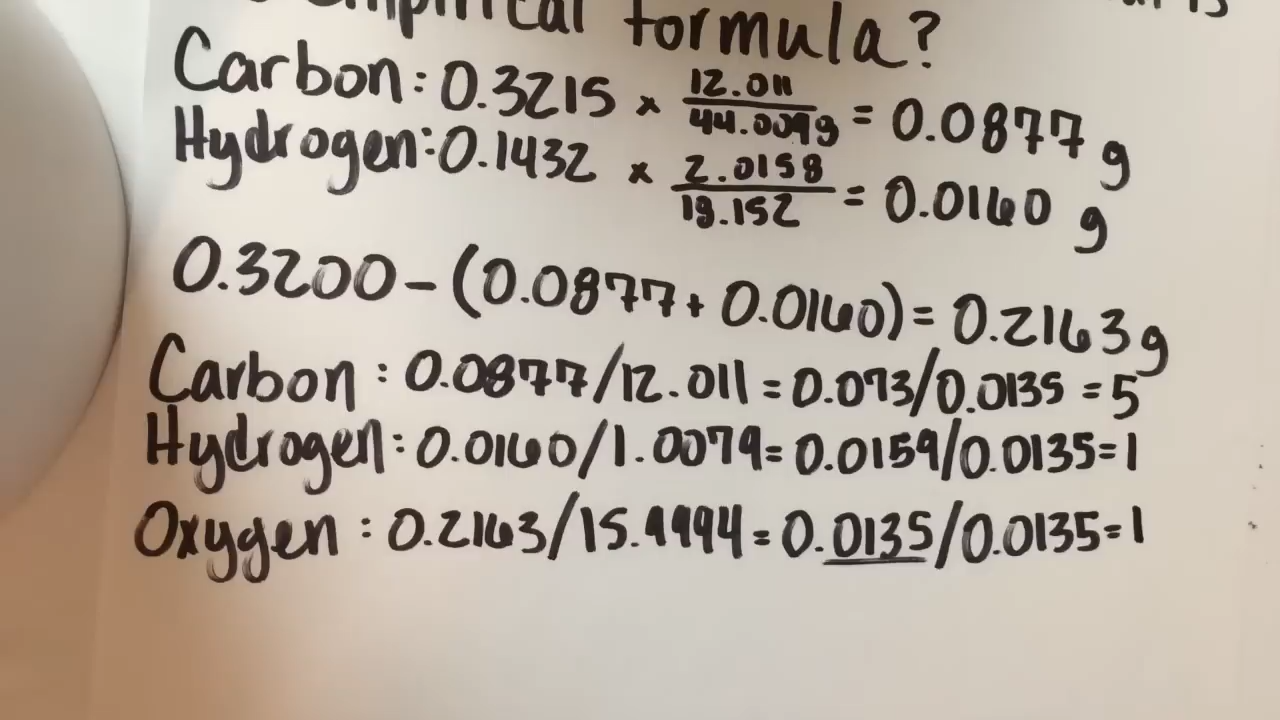 empirical formula?
Carbon: 0.3215 × 12.011/44.009g = 0.0877 g
Hydrogen: 0.1432 × 2.0158/18.152 = 0.0160 g
0.3200 - (0.0877 + 0.0160) = 0.2163g
Carbon : 0.0877/12.011 = 0.073/0.0135 = 5
Hydrogen: 0.0160/1.0079= 0.0159/0.0135=1
Oxygen : 0.2163/15.9994= 0.0135/0.0135=1